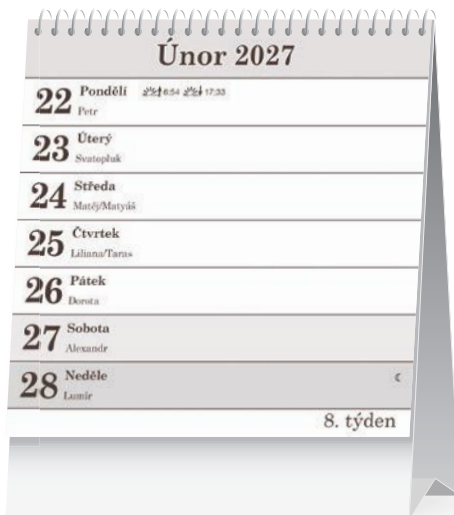 Únor 2027
22 Pondělí 6:54 17:33
Petr
23 Úterý
Svatopluk
24 Středa
Matěj/Matyáš
25 Čtvrtek
Liliana/Taras
26 Pátek
Dorota
27 Sobota
Alexandr
28 Neděle
Lumír
8. týden